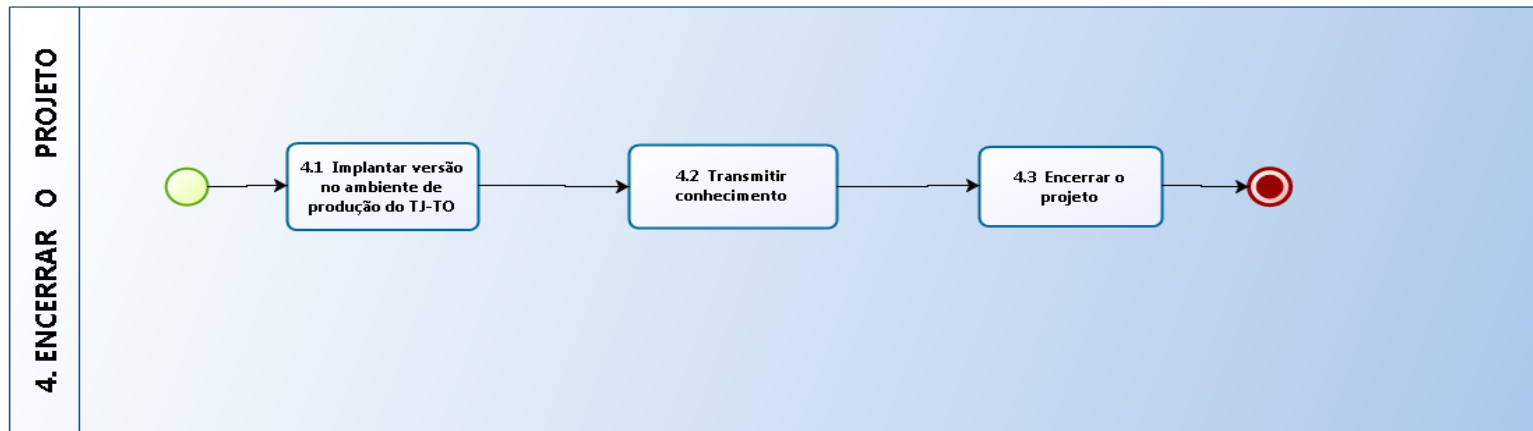 4. ENCERRAR O PROJETO
4.1 Implantar versão
no ambiente de
produção do TJ-TO
4.2 Transmitir
conhecimento
4.3 Encerrar o
projeto